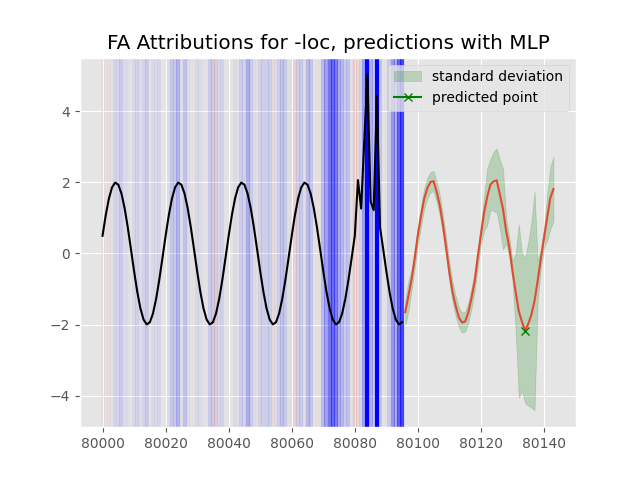 FA Attributions for -loc, predictions with MLP
standard deviation
predicted point
4
2
0
−2
−4
80000 80020 80040 80060 80080 80100 80120 80140